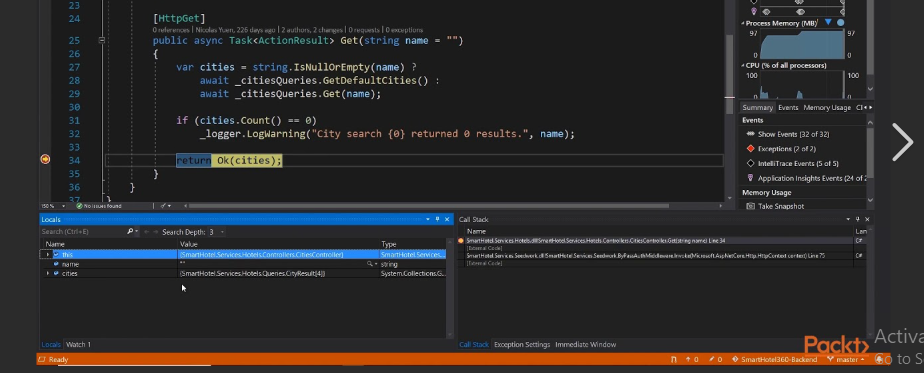 23
24 [HttpGet]
0 references | Nicolas Yuen, 226 days ago | 2 authors, 2 changes | 0 requests | 0 exceptions
25 public async Task<ActionResult> Get(string name = "")
26 {
27 var cities = string.IsNullOrEmpty(name) ?
28 await _citiesQueries.GetDefaultCities() :
29 await _citiesQueries.Get(name);
30
31 if (cities.Count() == 0)
32 _logger.LogWarning("City search {0} returned 0 results.", name);
33
34 return Ok(cities);
35 }
36 }
37 }
150 % No issues found
Process Memory (MB)
97 97
0 0
CPU (% of all processors)
100 100
0 0
Summary Events Memory Usage
Events
Show Events (32 of 32)
Exceptions (2 of 2)
IntelliTrace Events (5 of 5)
Application Insights Events (24 of 2
Memory Usage
Take Snapshot
Locals
Search (Ctrl+E) Search Depth: 3
Name Value Type
this {SmartHotel.Services.Hotels.Controllers.CitiesController} SmartHotel.Services...
name "" string
cities {SmartHotel.Services.Hotels.Queries.CityResult[4]} System.Collections.G...
Locals Watch 1
Call Stack
Name Lan
SmartHotel.Services.Hotels.dll!SmartHotel.Services.Hotels.Controllers.CitiesController.Get(string name) Line 34 C#
[External Code]
SmartHotel.Services.Seedwork.dll!SmartHotel.Services.Seedwork.ByPassAuthMiddleware.Invoke(Microsoft.AspNetCore.Http.HttpContext context) Line 75 C#
[External Code]
Call Stack Exception Settings Immediate Window
Packt>
Activa
Go to S
Ready 0 0 SmartHotel360-Backend master